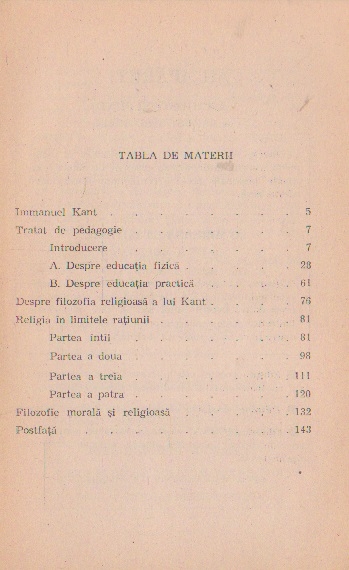 TABLA DE MATERII
Immanuel Kant . . . . . . . . 5
Tratat de pedagogie . . . . . . . 7
Introducere . . . . . . . 7
A. Despre educația fizică . . . . . 28
B. Despre educația practică . . . . 61
Despre filozofia religioasă a lui Kant . . . . 76
Religia în limitele rațiunii . . . . . . 81
Partea întîi . . . . . . . 81
Partea a doua . . . . . . . 98
Partea a treia . . . . . . . 111
Partea a patra . . . . . . . 120
Filozofie morală și religioasă . . . . . 132
Postfață . . . . . . . . . 143